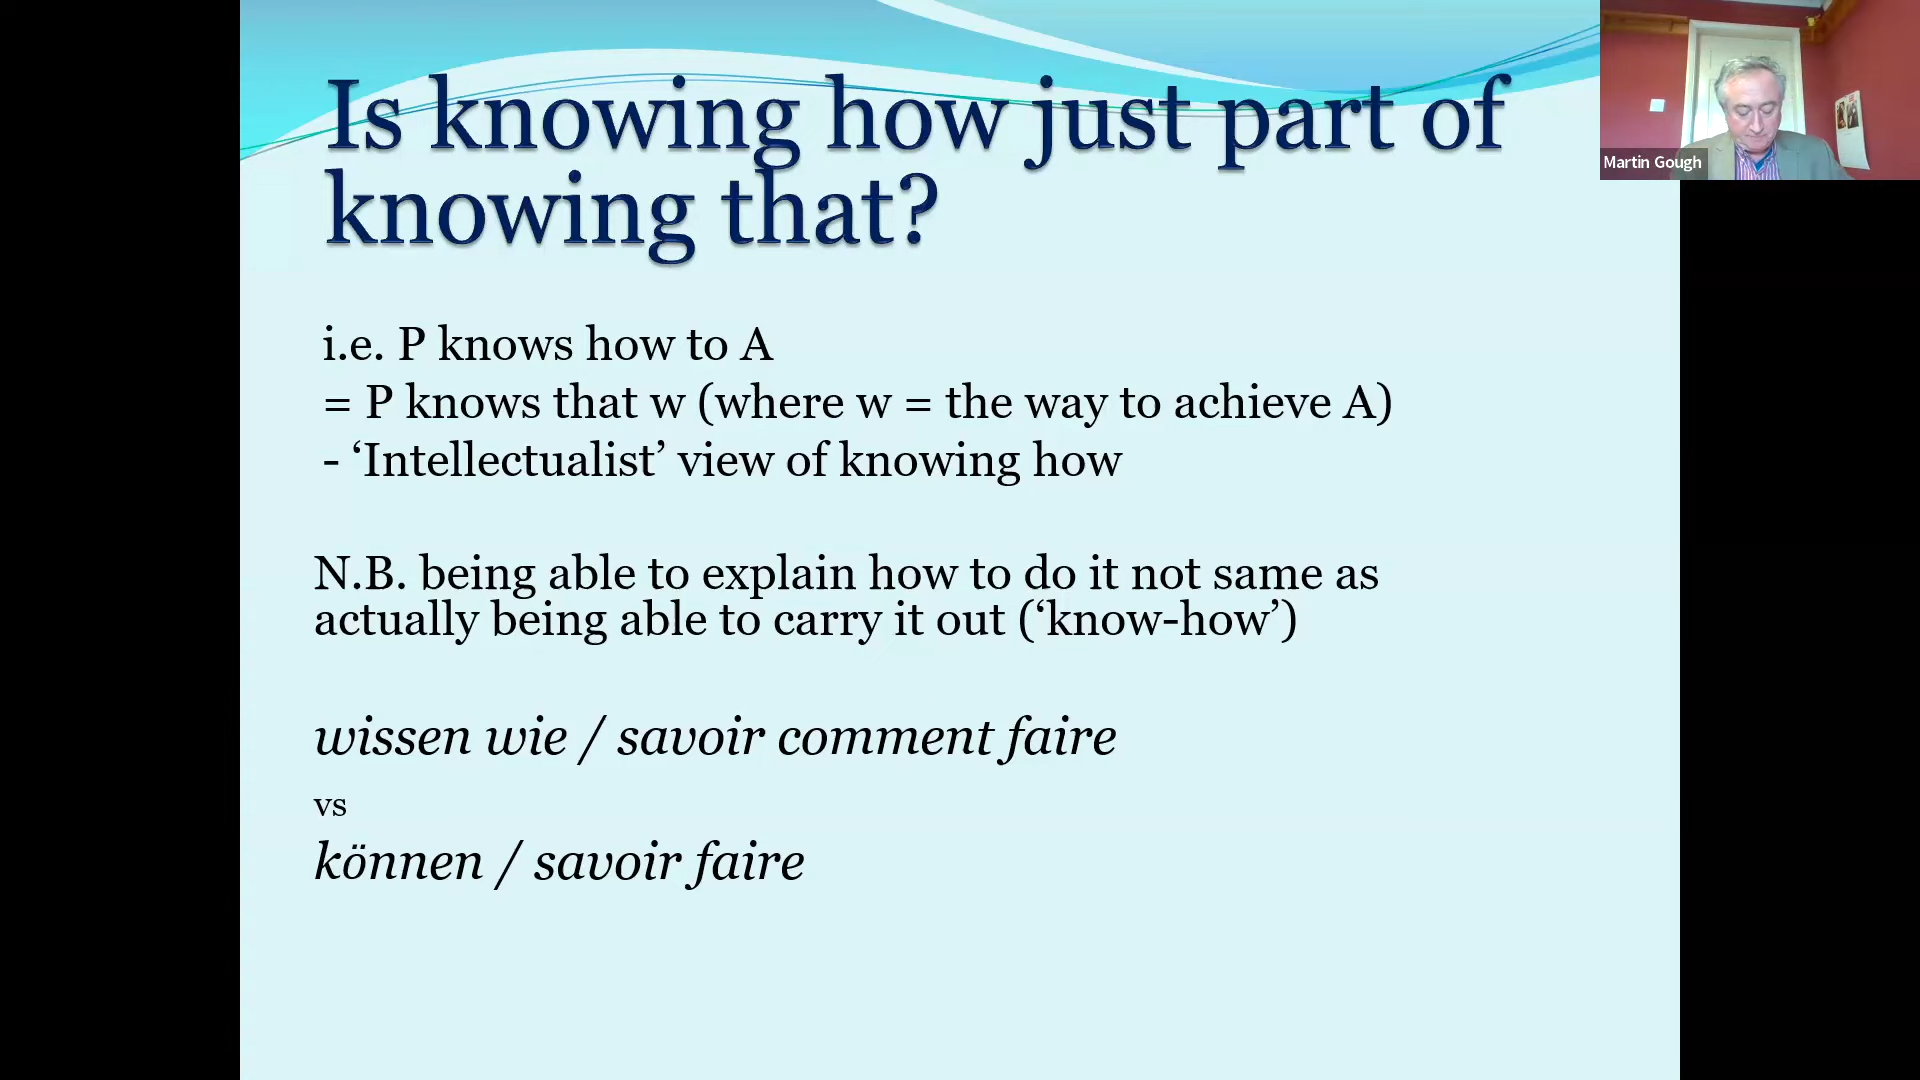 Is knowing how just part of
knowing that?
Martin Gough
i.e. P knows how to A
= P knows that w (where w = the way to achieve A)
- ‘Intellectualist’ view of knowing how
N.B. being able to explain how to do it not same as
actually being able to carry it out (‘know-how’)
wissen wie / savoir comment faire
vs
können / savoir faire